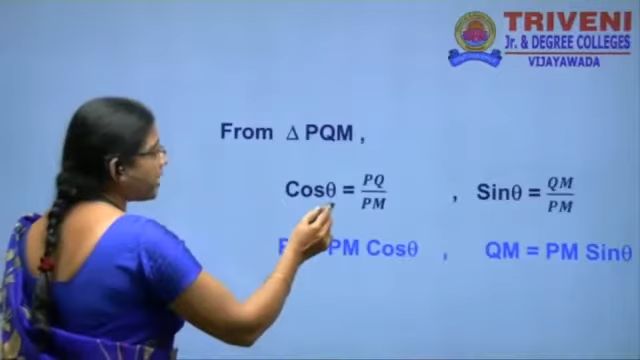 TRIVENI
Jr. & DEGREE COLLEGES
VIJAYAWADA
From Δ PQM ,
Cosθ = PQ/PM , Sinθ = QM/PM
PM Cosθ , QM = PM Sinθ